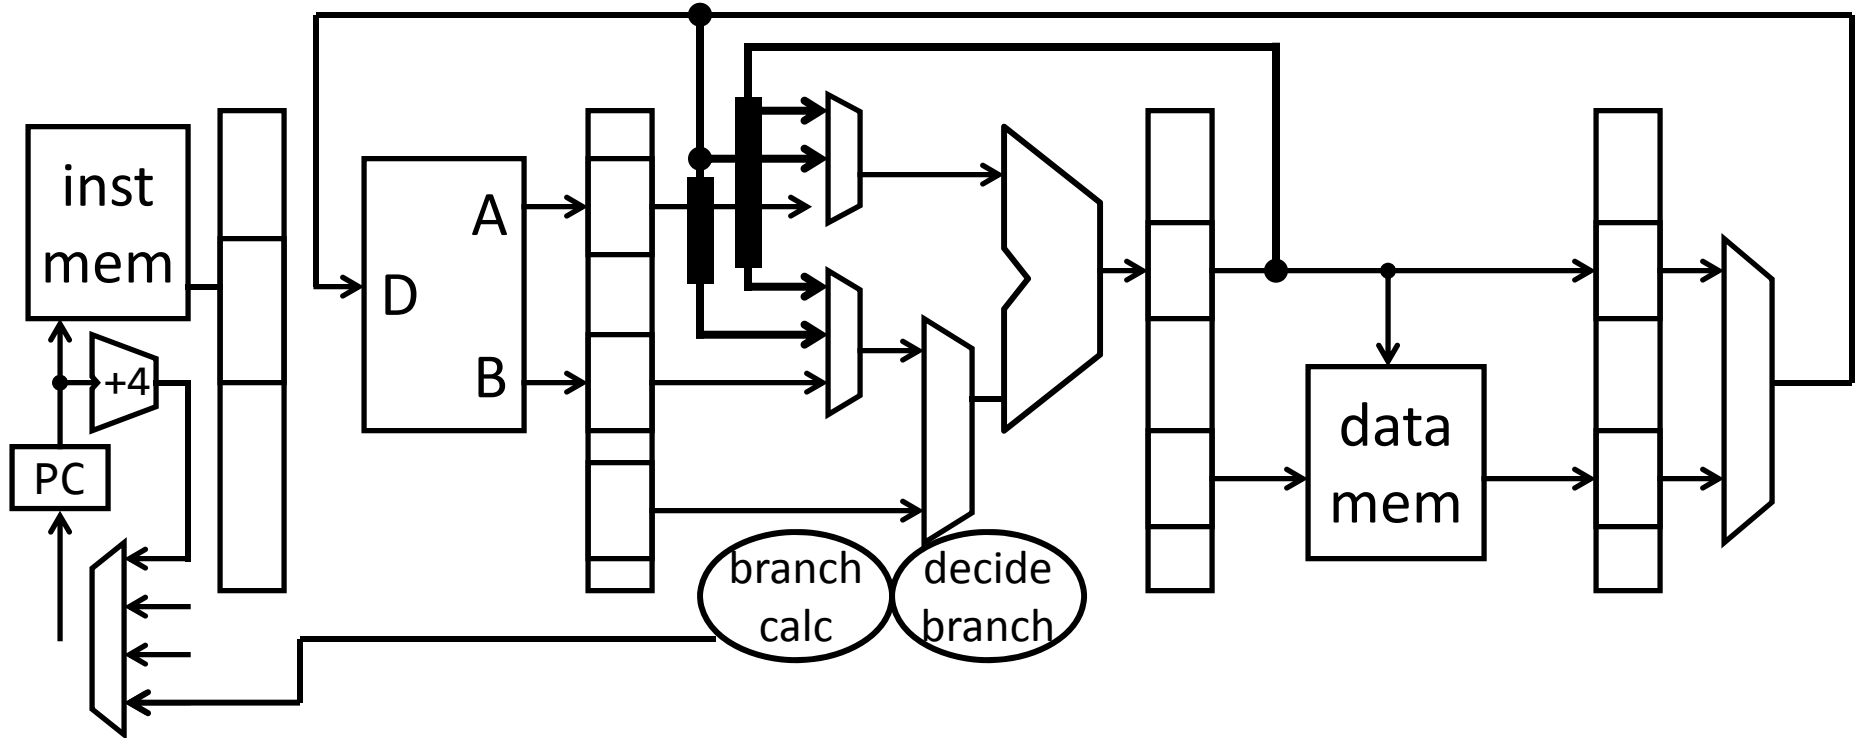 inst
mem
+4
PC
A
D
B
data
mem
branch
calc
decide
branch